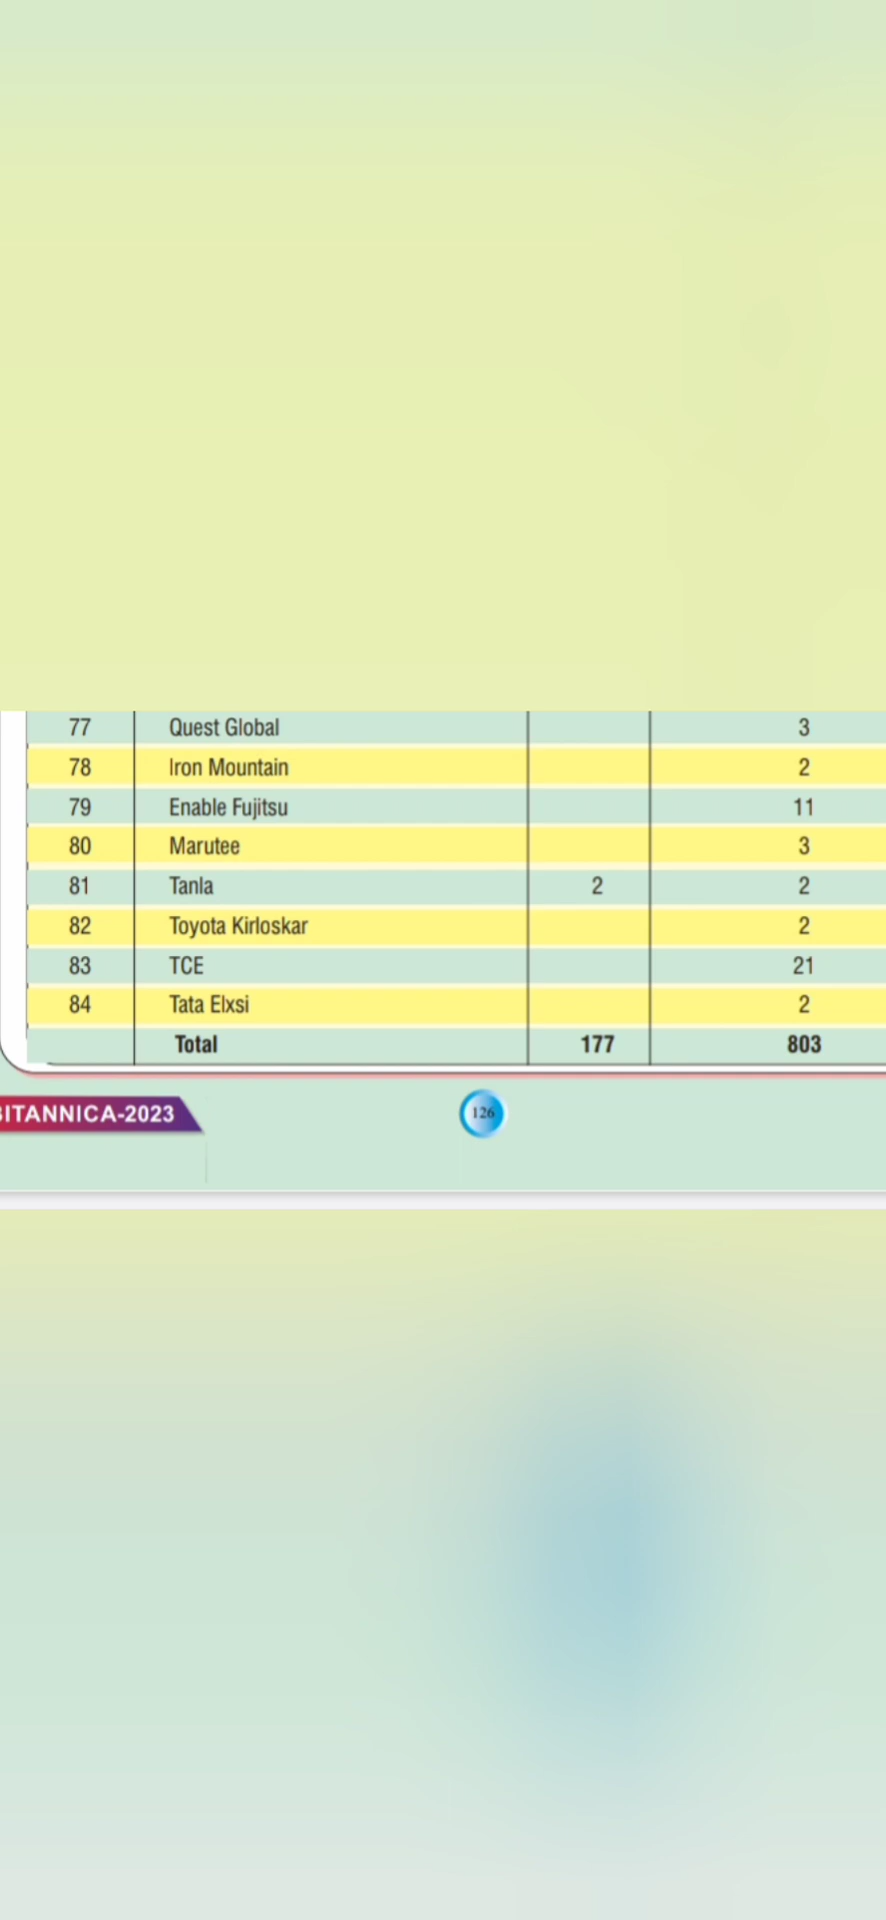 77 Quest Global 3
78 Iron Mountain 2
79 Enable Fujitsu 11
80 Marutee 3
81 Tanla 2 2
82 Toyota Kirloskar 2
83 TCE 21
84 Tata Elxsi 2
Total 177 803
BITANNICA-2023 126